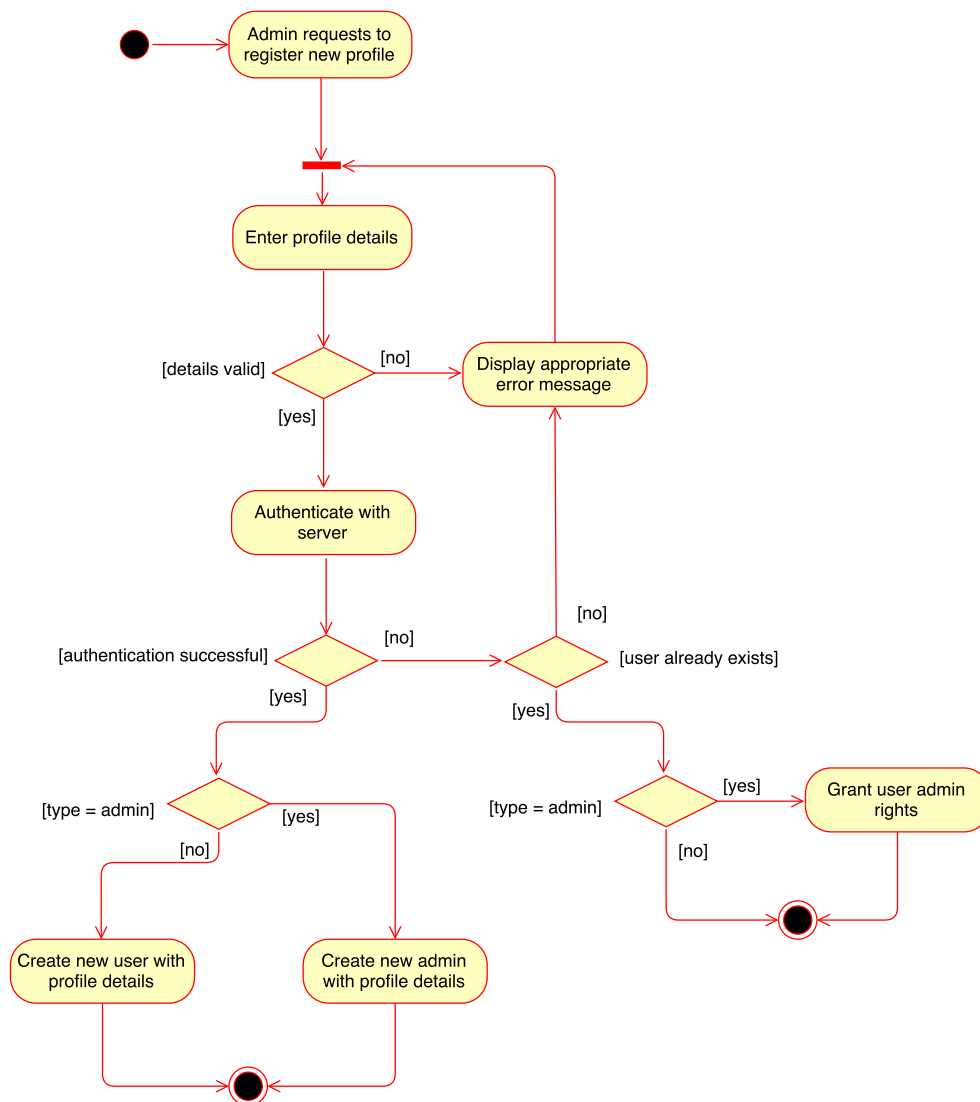 Admin requests to
register new profile
Enter profile details
[details valid]
[no]
Display appropriate
error message
[yes]
Authenticate with
server
[no]
[no]
[authentication successful]
[user already exists]
[yes]
[yes]
[type = admin]
[yes]
[no]
[type = admin]
[yes]
Grant user admin
rights
[no]
Create new user with
profile details
Create new admin
with profile details